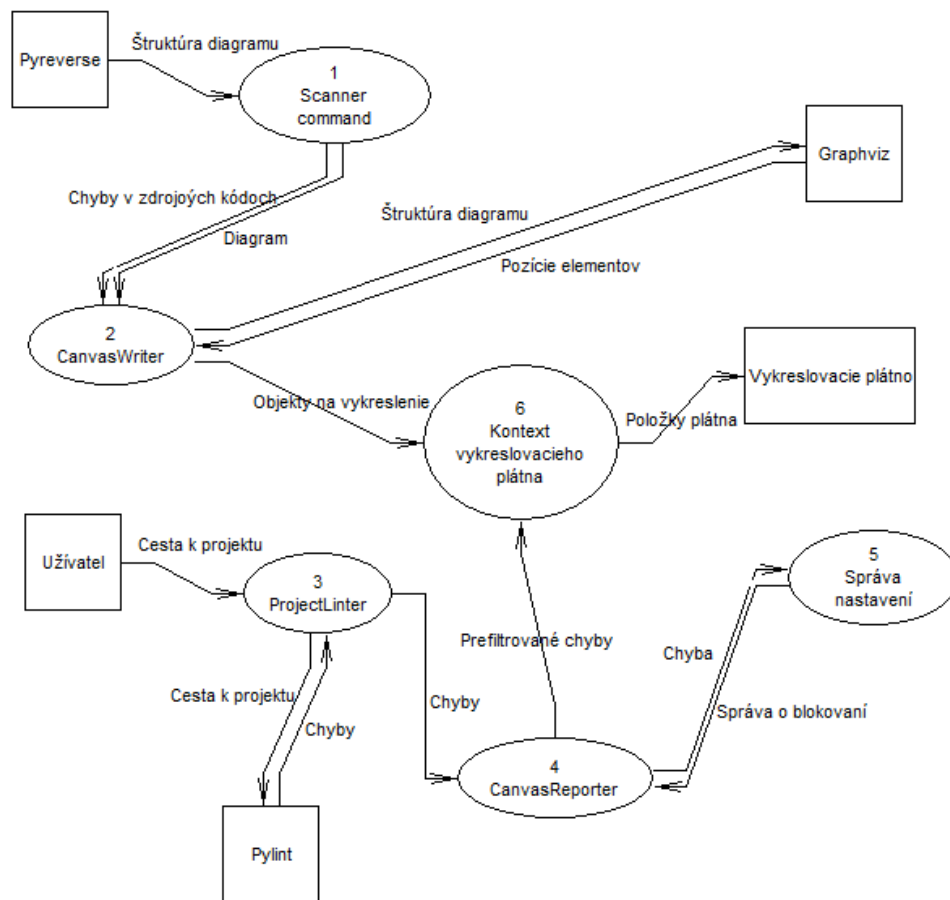 Pyreverse
Štruktúra diagramu
1
Scanner
command
Graphviz
Chyby v zdrojoých kódoch
Diagram
Štruktúra diagramu
Pozície elementov
2
CanvasWriter
Objekty na vykreslenie
6
Kontext
vykreslovacieho
plátna
Položky plátna
Vykreslovacie plátno
Užívatel
Cesta k projektu
3
ProjectLinter
5
Správa
nastavení
Prefiltrované chyby
Chyba
Cesta k projektu
Chyby
Chyby
Správa o blokovaní
4
CanvasReporter
Pylint